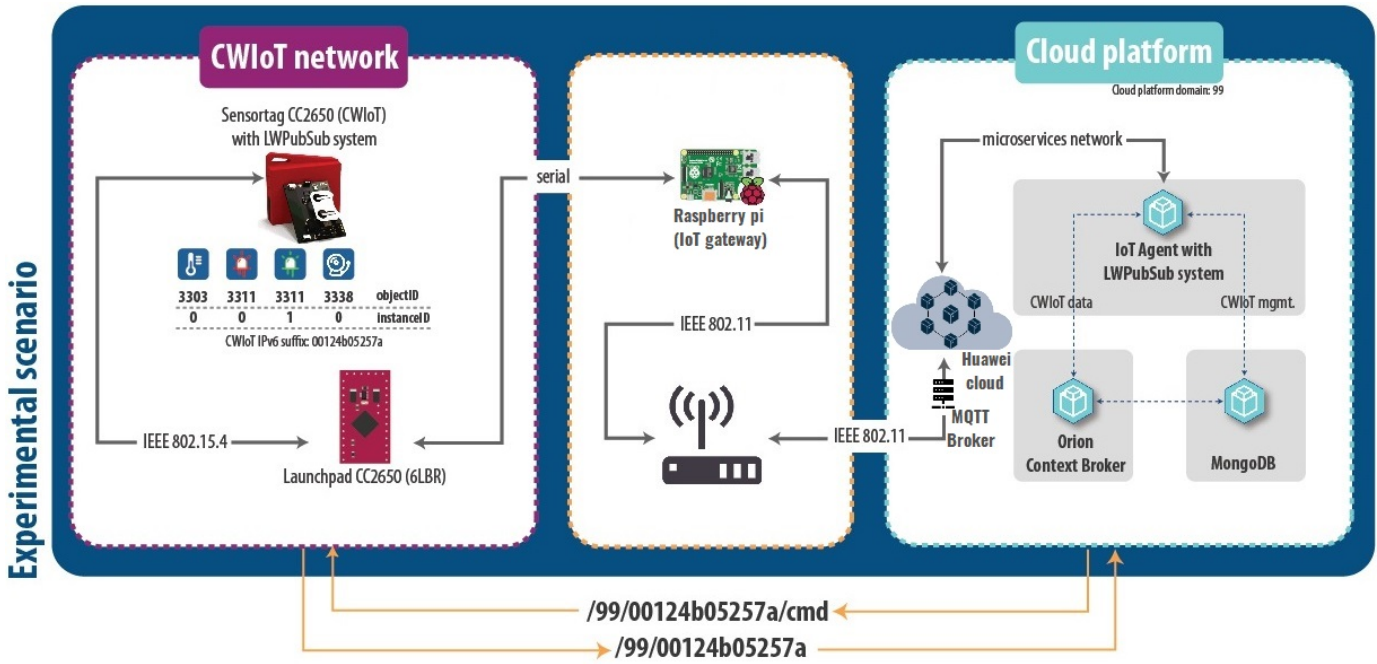 Experimental scenario
CWIoT network
Sensortag CC2650 (CWIoT)
with LWPubSub system
3303 3311 3311 3338 objectID
0 0 1 0 instanceID
CWIoT IPv6 suffix: 00124b05257a
IEEE 802.15.4
Launchpad CC2650 (6LBR)
serial
Raspberry pi
(IoT gateway)
IEEE 802.11
IEEE 802.11
Cloud platform
Cloud platform domain: 99
microservices network
IoT Agent with
LWPubSub system
CWIoT data
CWIoT mgmt.
Huawei
cloud
MQTT
Broker
Orion
Context Broker
MongoDB
/99/00124b05257a/cmd
/99/00124b05257a